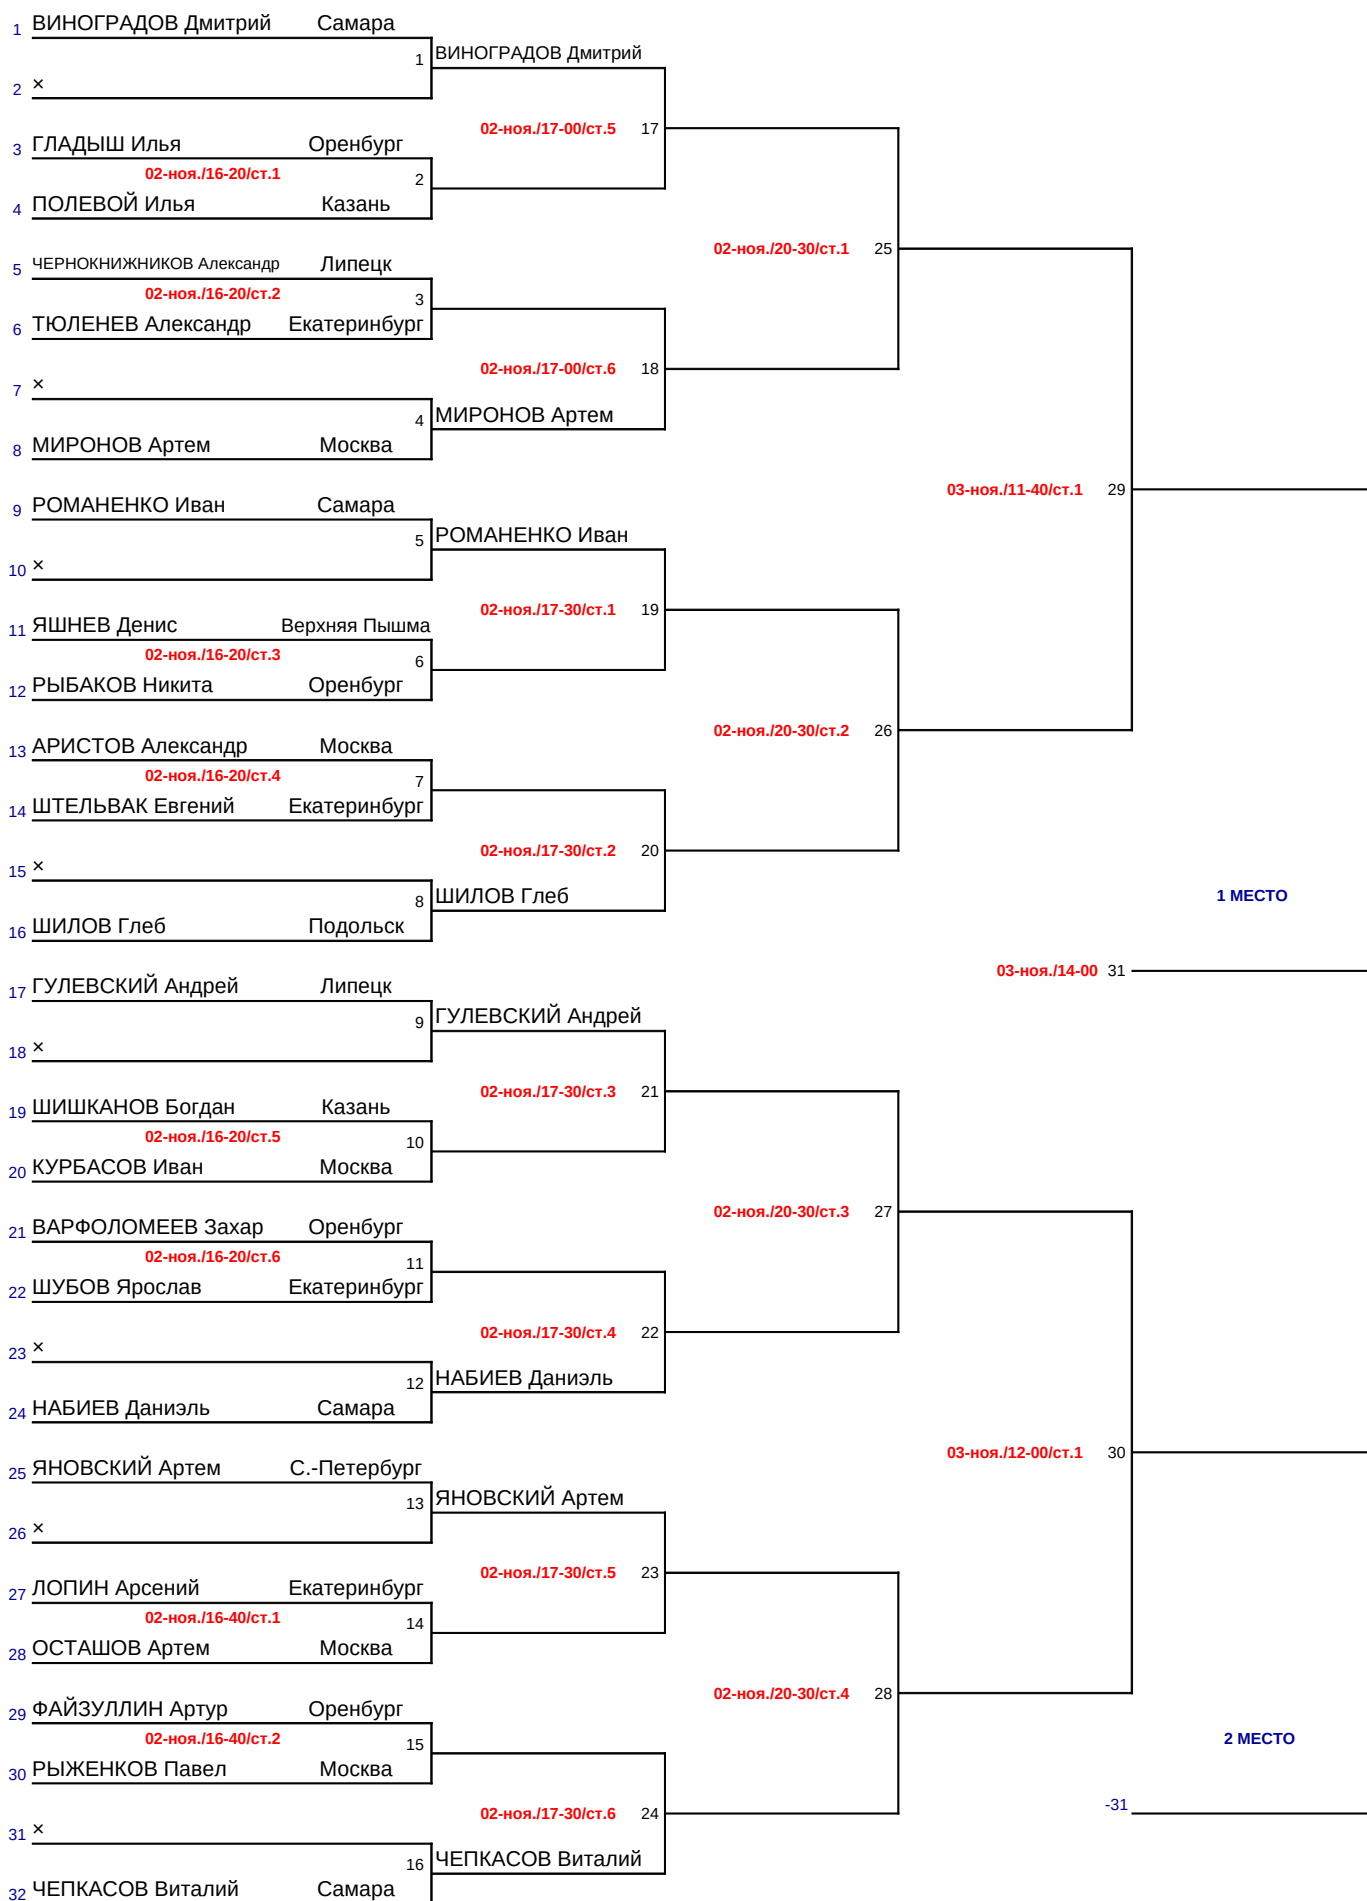 1 ВИНОГРАДОВ Дмитрий Самара
1 ВИНОГРАДОВ Дмитрий
2 ×
02-ноя./17-00/ст.5 17
3 ГЛАДЫШ Илья Оренбург
02-ноя./16-20/ст.1 2
4 ПОЛЕВОЙ Илья Казань
02-ноя./20-30/ст.1 25
5 ЧЕРНОКНИЖНИКОВ Александр Липецк
02-ноя./16-20/ст.2 3
6 ТЮЛЕНЕВ Александр Екатеринбург
02-ноя./17-00/ст.6 18
7 ×
4 МИРОНОВ Артем
8 МИРОНОВ Артем Москва
03-ноя./11-40/ст.1 29
9 РОМАНЕНКО Иван Самара
5 РОМАНЕНКО Иван
10 ×
02-ноя./17-30/ст.1 19
11 ЯШНЕВ Денис Верхняя Пышма
02-ноя./16-20/ст.3 6
12 РЫБАКОВ Никита Оренбург
02-ноя./20-30/ст.2 26
13 АРИСТОВ Александр Москва
02-ноя./16-20/ст.4 7
14 ШТЕЛЬВАК Евгений Екатеринбург
02-ноя./17-30/ст.2 20
15 ×
8 ШИЛОВ Глеб
1 МЕСТО
16 ШИЛОВ Глеб Подольск
03-ноя./14-00 31
17 ГУЛЕВСКИЙ Андрей Липецк
9 ГУЛЕВСКИЙ Андрей
18 ×
02-ноя./17-30/ст.3 21
19 ШИШКАНОВ Богдан Казань
02-ноя./16-20/ст.5 10
20 КУРБАСОВ Иван Москва
02-ноя./20-30/ст.3 27
21 ВАРФОЛОМЕЕВ Захар Оренбург
02-ноя./16-20/ст.6 11
22 ШУБОВ Ярослав Екатеринбург
02-ноя./17-30/ст.4 22
23 ×
12 НАБИЕВ Даниэль
24 НАБИЕВ Даниэль Самара
03-ноя./12-00/ст.1 30
25 ЯНОВСКИЙ Артем С.-Петербург
13 ЯНОВСКИЙ Артем
26 ×
02-ноя./17-30/ст.5 23
27 ЛОПИН Арсений Екатеринбург
02-ноя./16-40/ст.1 14
28 ОСТАШОВ Артем Москва
02-ноя./20-30/ст.4 28
29 ФАЙЗУЛЛИН Артур Оренбург
02-ноя./16-40/ст.2 15
2 МЕСТО
30 РЫЖЕНКОВ Павел Москва
-31
02-ноя./17-30/ст.6 24
31 ×
16 ЧЕПКАСОВ Виталий
32 ЧЕПКАСОВ Виталий Самара